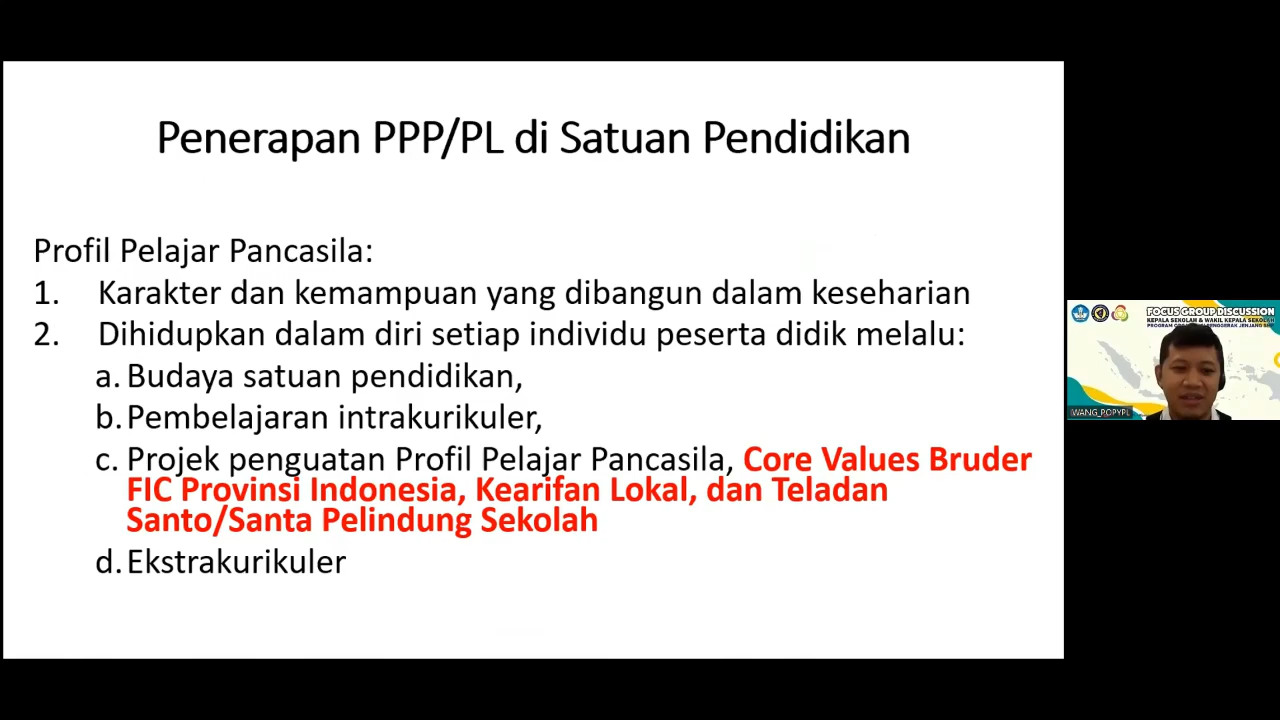 Penerapan PPP/PL di Satuan Pendidikan
Profil Pelajar Pancasila:
1. Karakter dan kemampuan yang dibangun dalam keseharian
2. Dihidupkan dalam diri setiap individu peserta didik melalu:
a. Budaya satuan pendidikan,
b. Pembelajaran intrakurikuler,
c. Projek penguatan Profil Pelajar Pancasila, Core Values Bruder
FIC Provinsi Indonesia, Kearifan Lokal, dan Teladan
Santo/Santa Pelindung Sekolah
d. Ekstrakurikuler
FOCUS GROUP DISCUSSION
KEPALA SEKOLAH & WAKIL KEPALA SEKOLAH
PROGRAM
JENJANG
IWANG_POPYPL